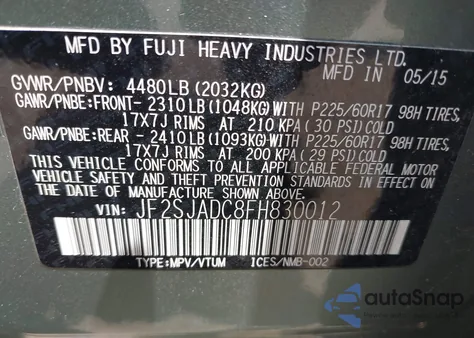 MFD BY FUJI HEAVY INDUSTRIES LTD.
MFD IN 05/15
GVWR/PNBV: 4480LB (2032KG)
GAWR/PNBE:FRONT- 2310LB (1048KG)WITH P225/60R17 98H TIRES,
17X7J RIMS AT 210 KPA (30 PSI)COLD
GAWR/PNBE:REAR - 2410LB (1093KG)WITH P225/60R17 98H TIRES,
17X7J RIMS AT 200 KPA (29 PSI)COLD
THIS VEHICLE CONFORMS TO ALL APPLICABLE FEDERAL MOTOR
VEHICLE SAFETY AND BUMPER STANDARDS IN EFFECT ON
THE DATE OF MANUFACTURE SHOWN ABOVE.
VIN: JF2SJADC8FH830012
TYPE:MPV/VTUM ICES/NMB-002
autoSnap